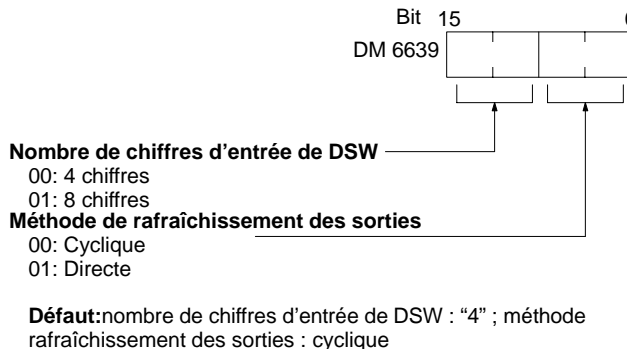 Bit 15
DM 6639
Nombre de chiffres d'entrée de DSW
00: 4 chiffres
01: 8 chiffres
Méthode de rafraîchissement des sorties
00: Cyclique
01: Directe
Défaut:nombre de chiffres d'entrée de DSW : “4” ; méthode
rafraîchissement des sorties : cyclique